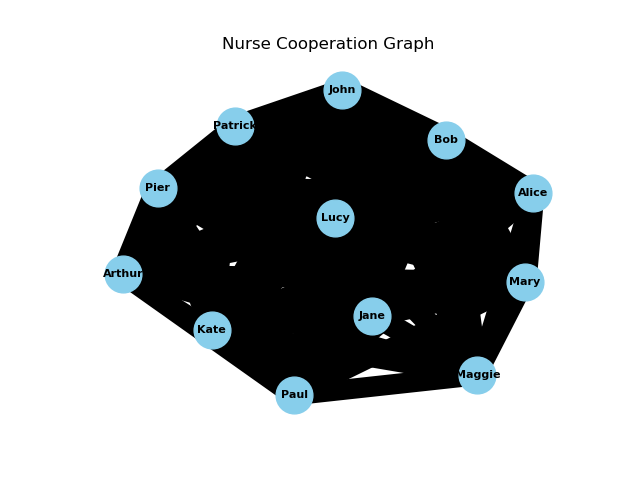 Nurse Cooperation Graph
John
Patrick
Bob
Pier
Alice
Lucy
Arthur
Mary
Jane
Kate
Maggie
Paul